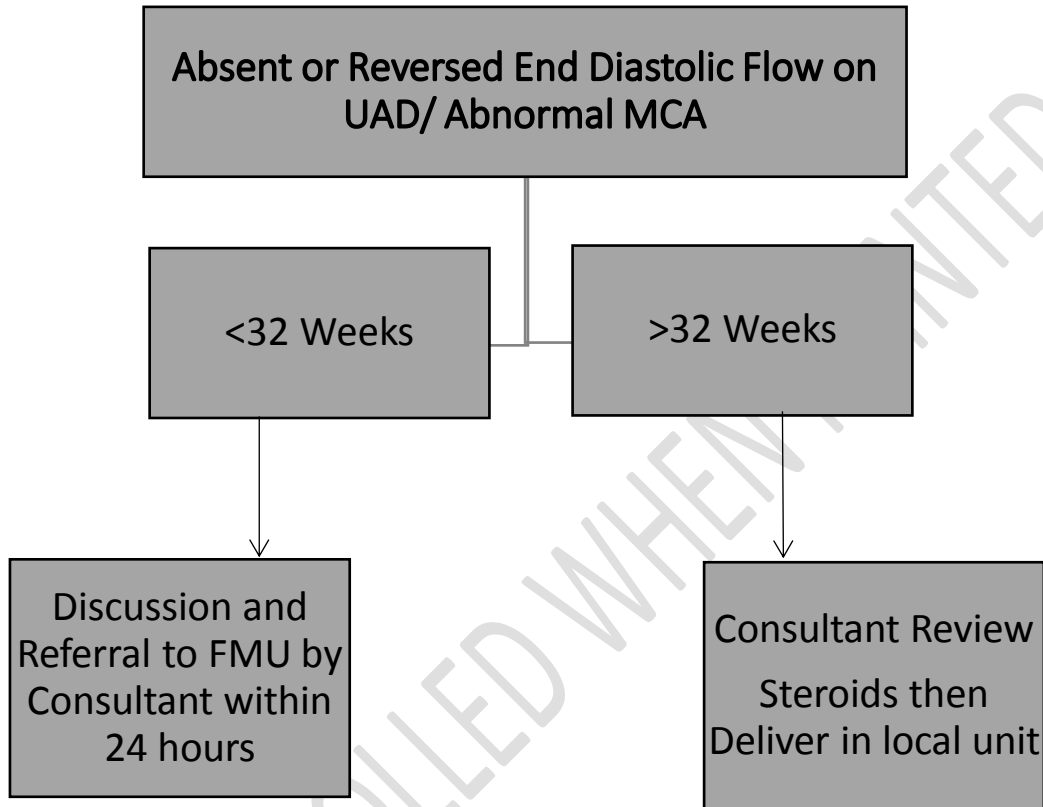 Absent or Reversed End Diastolic Flow on
UAD/ Abnormal MCA
<32 Weeks
>32 Weeks
Discussion and
Referral to FMU by
Consultant within
24 hours
Consultant Review
Steroids then
Deliver in local unit
WHEN